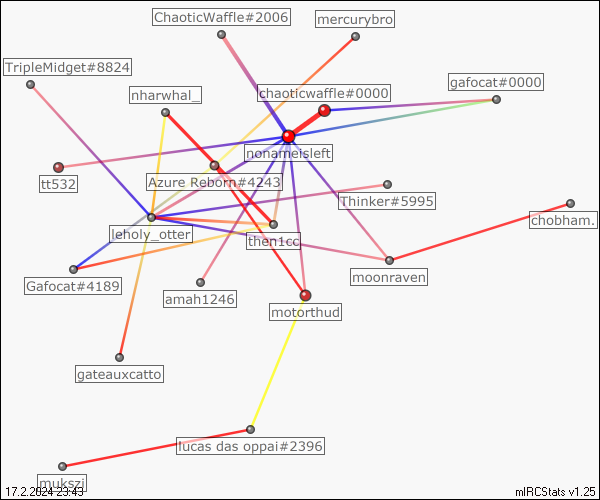 ChaoticWaffle#2006
mercurybro
TripleMidget#8824
gafocat#0000
chaoticwaffle#0000
nharwhal_
nonameisleft
tt532
Azure Reborn#4243
Thinker#5995
chobham.
leholy_otter
then1cc
moonraven
Gafocat#4189
amah1246
motorthud
gateauxcatto
lucas das oppai#2396
mukszi
17.2.2024 23:43
mIRCStats v1.25